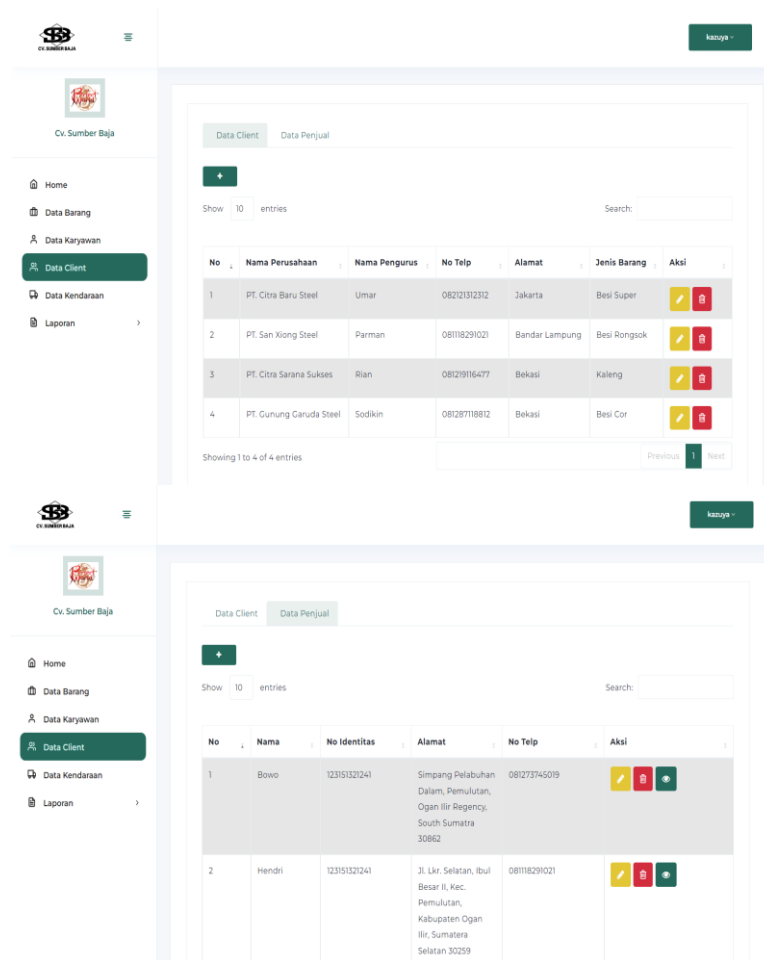 SBB
CV. SUMBER BAJA
kazuya
Cv. Sumber Baja
Home
Data Barang
Data Karyawan
Data Client
Data Kendaraan
Laporan
Data Client Data Penjual
+
Show 10 entries Search:
No Nama Perusahaan Nama Pengurus No Telp Alamat Jenis Barang Aksi
1 PT. Citra Baru Steel Umar 082121312312 Jakarta Besi Super
2 PT. San Xiong Steel Parman 081118291021 Bandar Lampung Besi Rongsok
3 PT. Citra Sarana Sukses Rian 081219116477 Bekasi Kaleng
4 PT. Gunung Garuda Steel Sodikin 081287118812 Bekasi Besi Cor
Showing 1 to 4 of 4 entries Previous 1 Next
SBB
CV. SUMBER BAJA
kazuya
Cv. Sumber Baja
Home
Data Barang
Data Karyawan
Data Client
Data Kendaraan
Laporan
Data Client Data Penjual
+
Show 10 entries Search:
No Nama No Identitas Alamat No Telp Aksi
1 Bowo 123151321241 Simpang Pelabuhan 081273745019
Dalam, Pemulutan,
Ogan Ilir Regency,
South Sumatra
30862
2 Hendri 123151321241 Jl. Lkr. Selatan, Ibul 081118291021
Besar II, Kec.
Pemulutan,
Kabupaten Ogan
Ilir, Sumatera
Selatan 30259